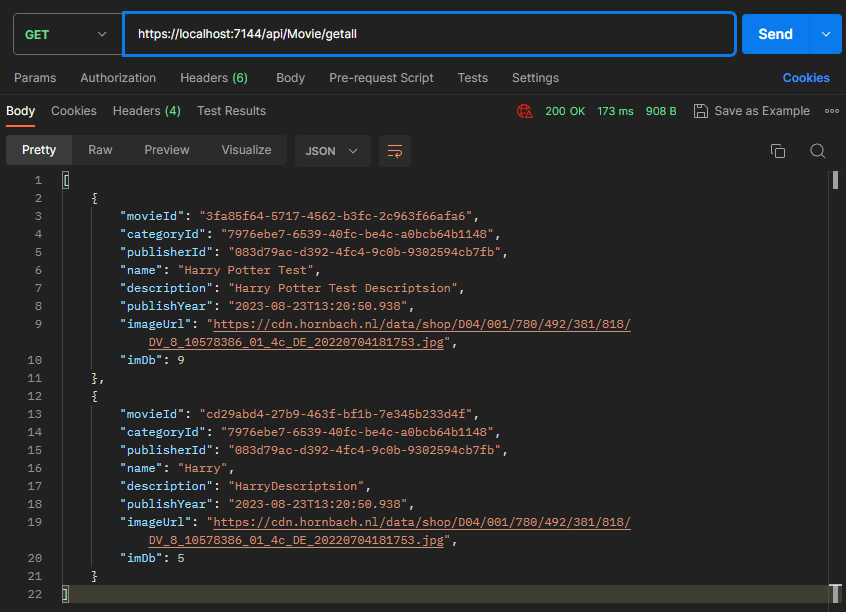 GET https://localhost:7144/api/Movie/getall Send
Params Authorization Headers (6) Body Pre-request Script Tests Settings Cookies
Body Cookies Headers (4) Test Results 200 OK 173 ms 908 B Save as Example
Pretty Raw Preview Visualize JSON
1 [
2 {
3 "movieId": "3fa85f64-5717-4562-b3fc-2c963f66afa6",
4 "categoryId": "7976ebe7-6539-40fc-be4c-a0bcb64b1148",
5 "publisherId": "083d79ac-d392-4fc4-9c0b-9302594cb7fb",
6 "name": "Harry Potter Test",
7 "description": "Harry Potter Test Descriptsion",
8 "publishYear": "2023-08-23T13:20:50.938",
9 "imageUrl": "https://cdn.hornbach.nl/data/shop/D04/001/780/492/381/818/
DV_8_10578386_01_4c_DE_20220704181753.jpg",
10 "imDb": 9
11 },
12 {
13 "movieId": "cd29abd4-27b9-463f-bf1b-7e345b233d4f",
14 "categoryId": "7976ebe7-6539-40fc-be4c-a0bcb64b1148",
15 "publisherId": "083d79ac-d392-4fc4-9c0b-9302594cb7fb",
16 "name": "Harry",
17 "description": "HarryDescriptsion",
18 "publishYear": "2023-08-23T13:20:50.938",
19 "imageUrl": "https://cdn.hornbach.nl/data/shop/D04/001/780/492/381/818/
DV_8_10578386_01_4c_DE_20220704181753.jpg",
20 "imDb": 5
21 }
22 ]